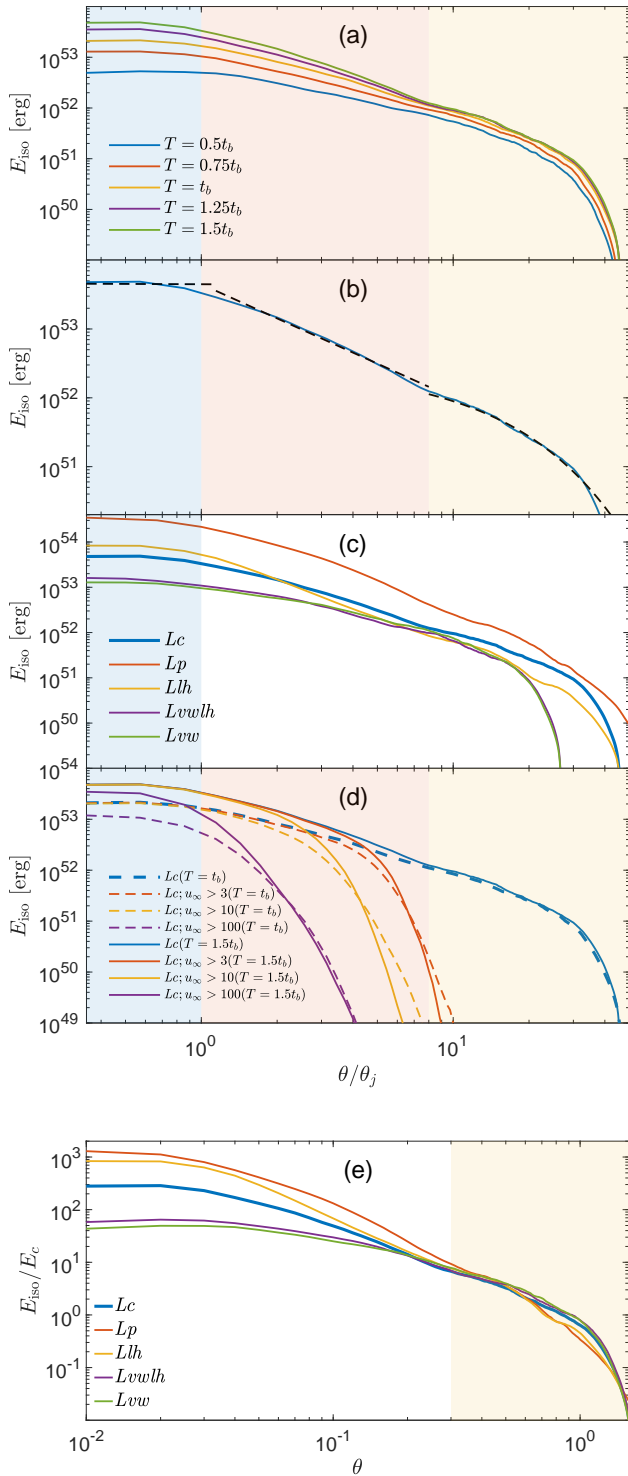 (a)
10^53
10^52
10^51
10^50
E_iso [erg]
T = 0.5t_b
T = 0.75t_b
T = t_b
T = 1.25t_b
T = 1.5t_b
(b)
10^53
10^52
10^51
E_iso [erg]
(c)
10^54
10^53
10^52
10^51
10^50
10^54
E_iso [erg]
Lc
Lp
Llh
Lvwlh
Lvw
(d)
10^53
10^52
10^51
10^50
10^49
E_iso [erg]
Lc(T = t_b)
Lc; u_∞ > 3(T = t_b)
Lc; u_∞ > 10(T = t_b)
Lc; u_∞ > 100(T = t_b)
Lc(T = 1.5t_b)
Lc; u_∞ > 3(T = 1.5t_b)
Lc; u_∞ > 10(T = 1.5t_b)
Lc; u_∞ > 100(T = 1.5t_b)
10^0 10^1
θ/θ_j
(e)
10^3
10^2
10^1
10^0
10^-1
E_iso/E_c
Lc
Lp
Llh
Lvwlh
Lvw
10^-2 10^-1 10^0
θ